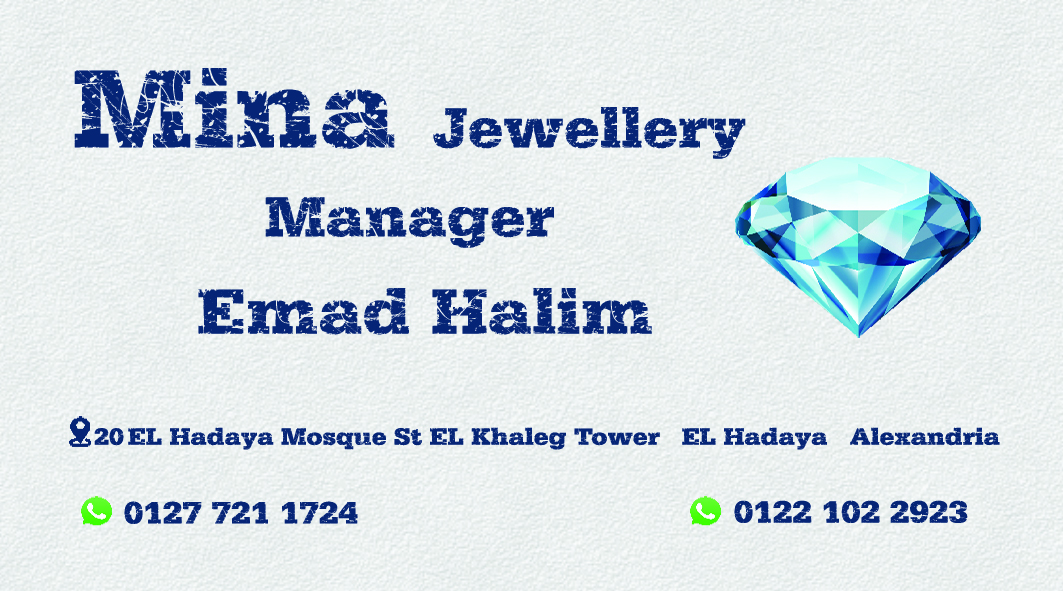 Mina Jewellery
Manager
Emad Halim
20 EL Hadaya Mosque St EL Khaleg Tower EL Hadaya Alexandria
0127 721 1724 0122 102 2923